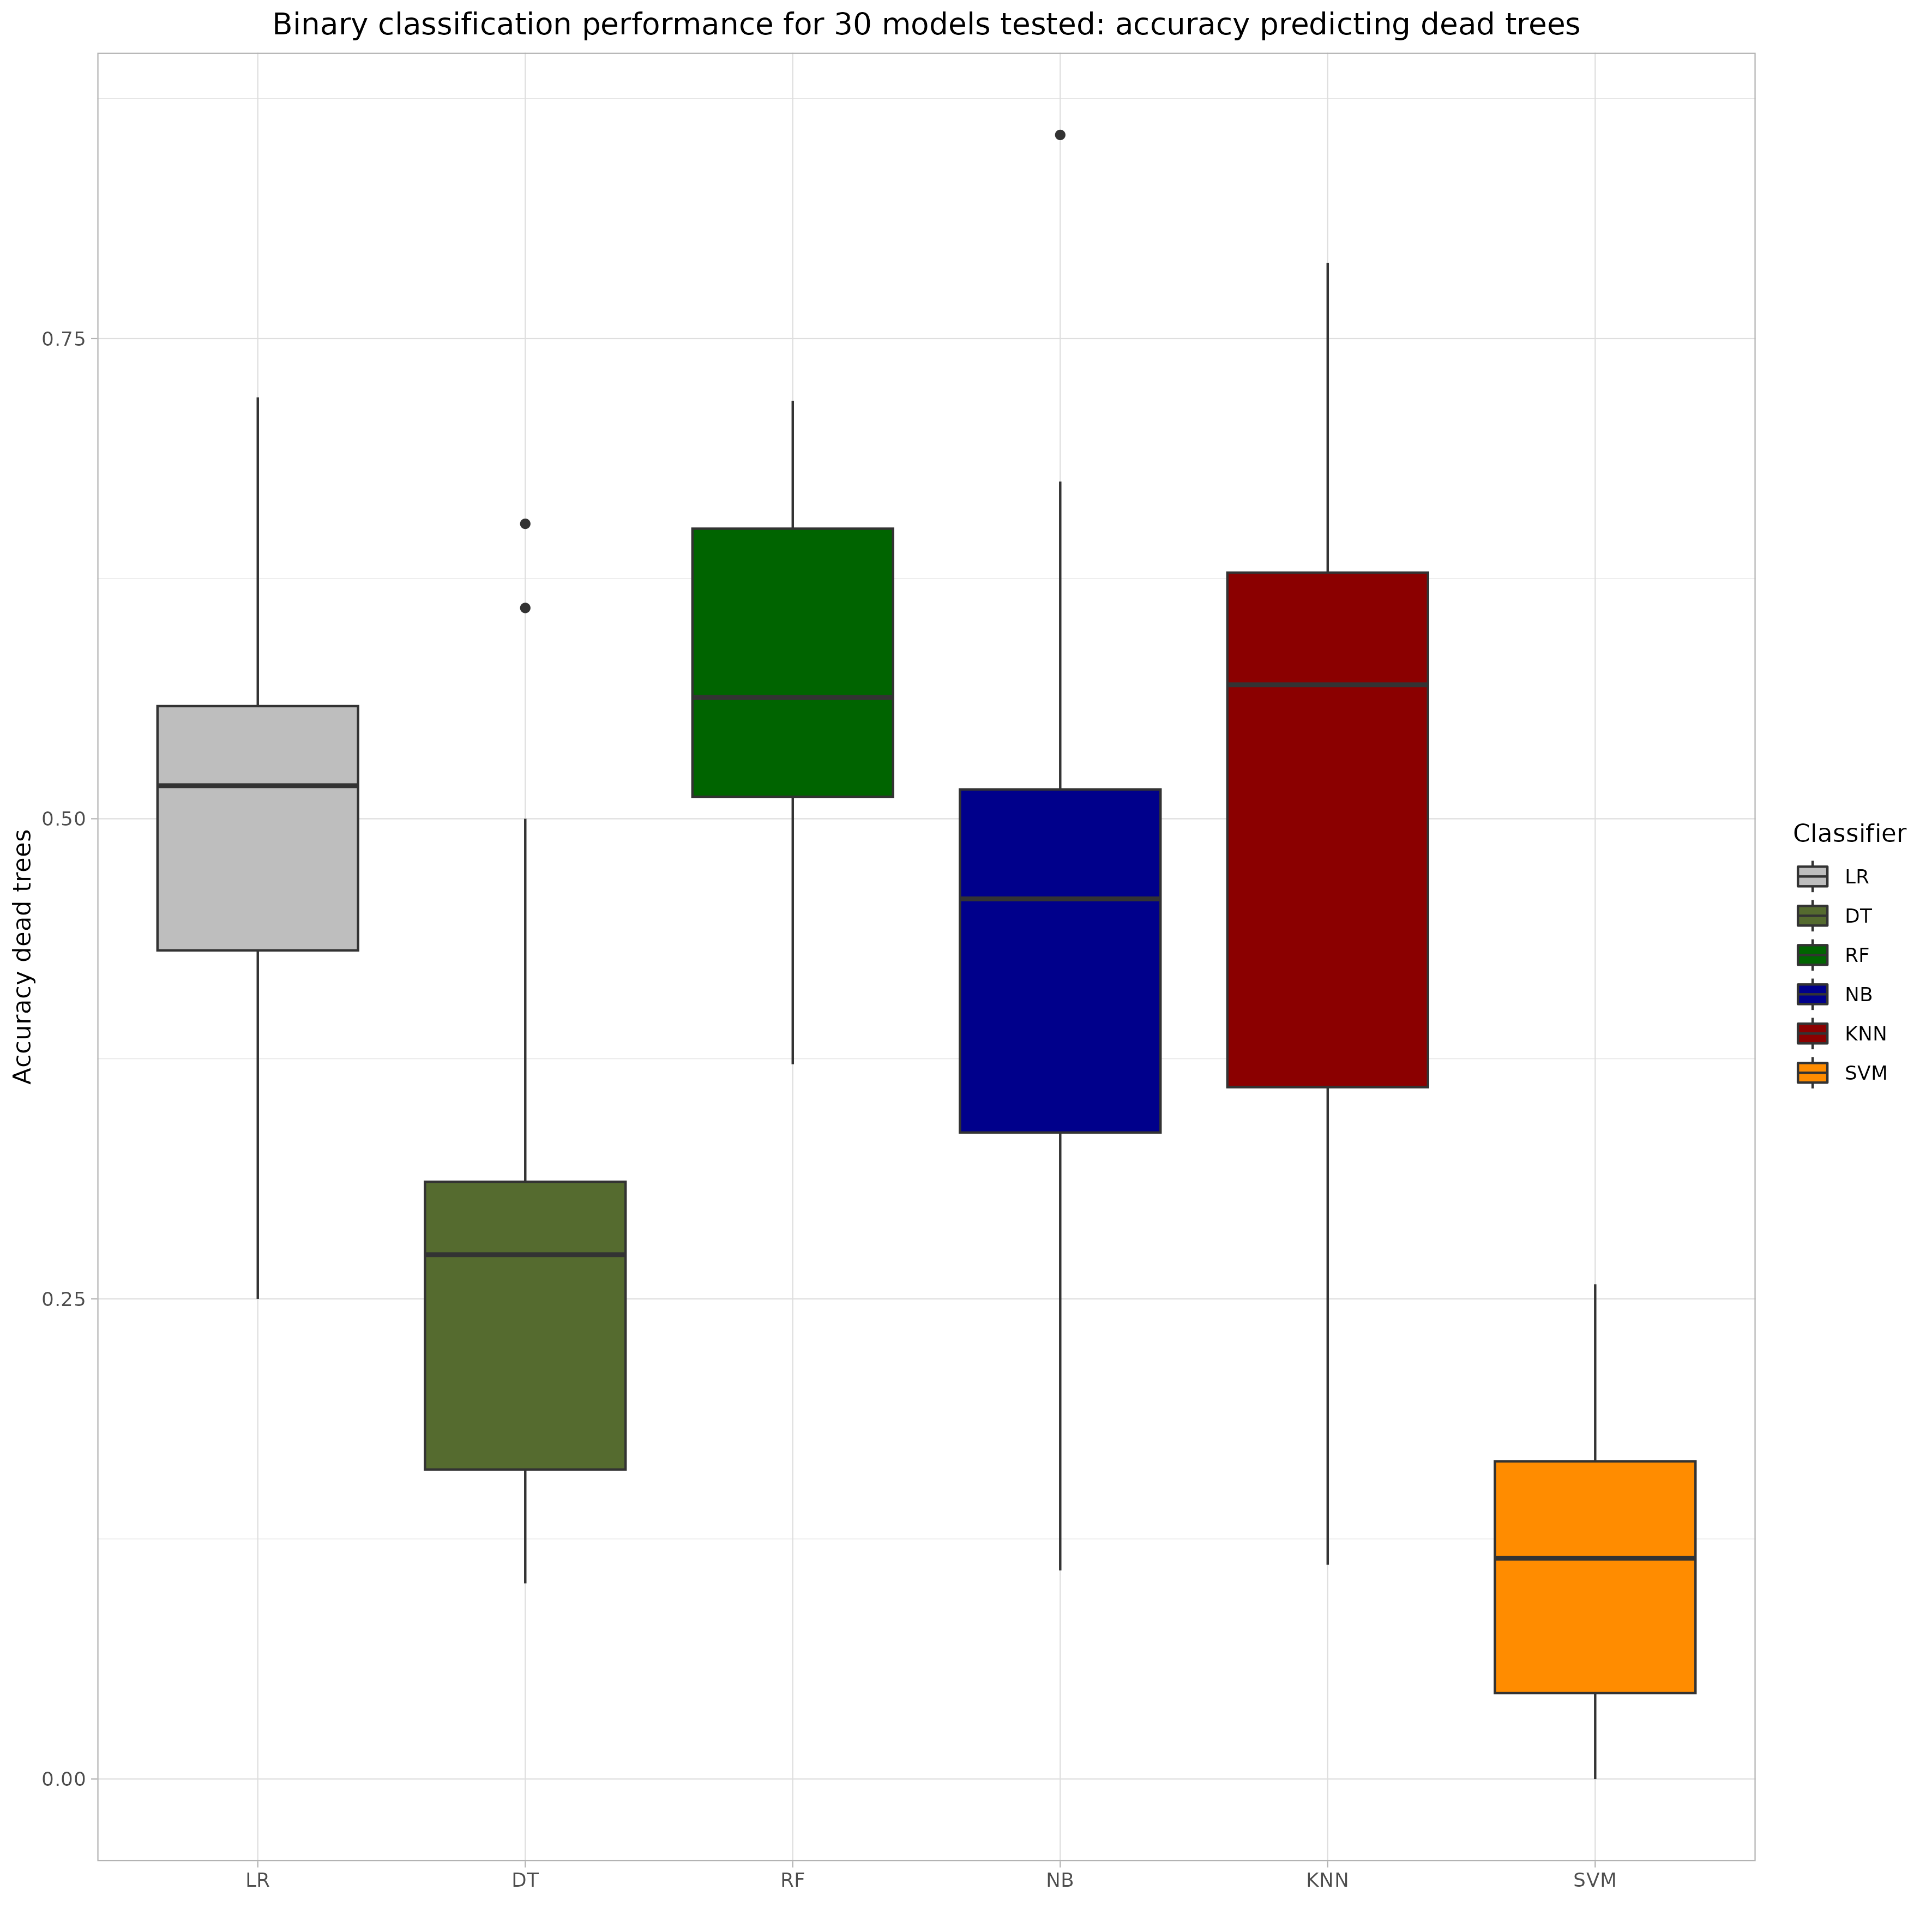 Binary classification performance for 30 models tested: accuracy predicting dead trees
Accuracy dead trees
0.75
0.50
0.25
0.00
LR DT RF NB KNN SVM
Classifier
LR
DT
RF
NB
KNN
SVM